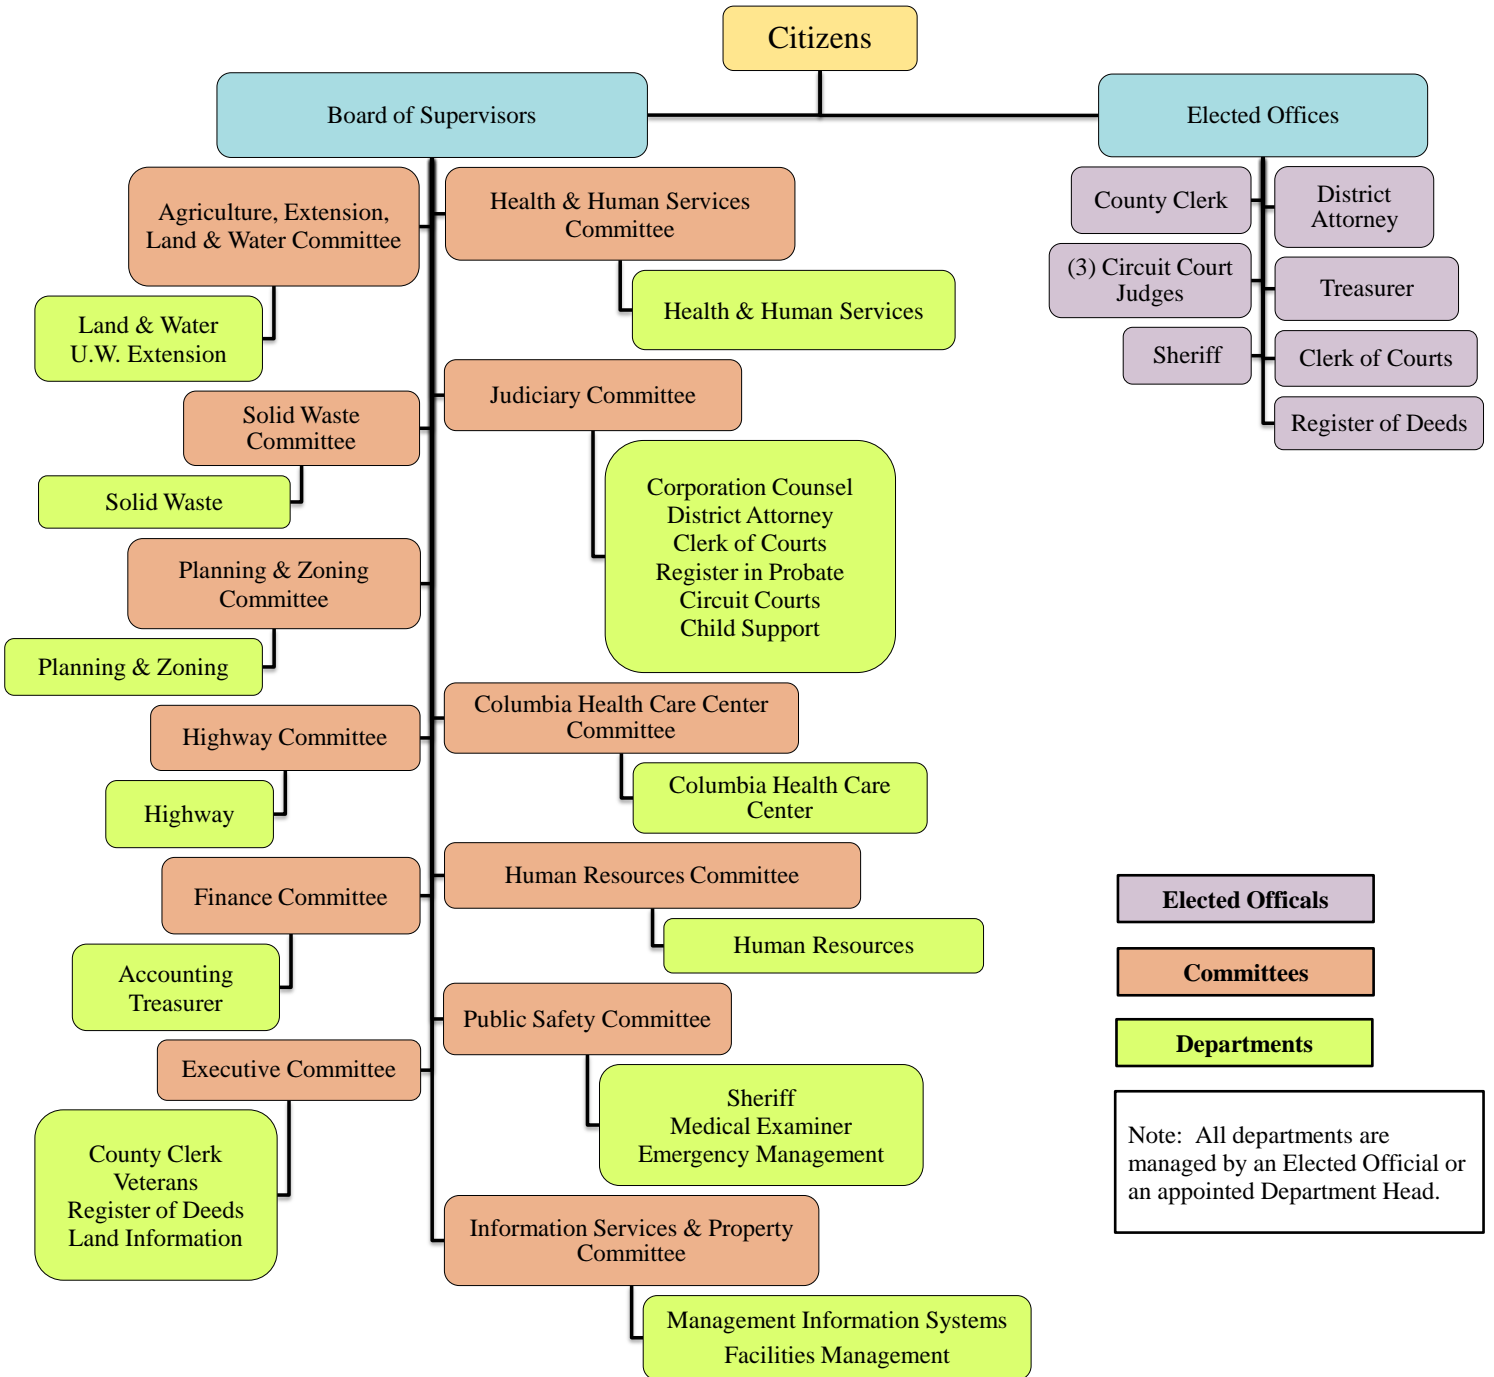 Citizens
Board of Supervisors
Elected Offices
Agriculture, Extension,
Land & Water Committee
Land & Water
U.W. Extension
Solid Waste
Committee
Solid Waste
Planning & Zoning
Committee
Planning & Zoning
Highway Committee
Highway
Finance Committee
Accounting
Treasurer
Executive Committee
County Clerk
Veterans
Register of Deeds
Land Information
Health & Human Services
Committee
Health & Human Services
Judiciary Committee
Corporation Counsel
District Attorney
Clerk of Courts
Register in Probate
Circuit Courts
Child Support
Columbia Health Care Center
Committee
Columbia Health Care
Center
Human Resources Committee
Human Resources
Public Safety Committee
Sheriff
Medical Examiner
Emergency Management
Information Services & Property
Committee
Management Information Systems
Facilities Management
County Clerk
District
Attorney
(3) Circuit Court
Judges
Treasurer
Sheriff
Clerk of Courts
Register of Deeds
Elected Officals
Committees
Departments
Note:  All departments are
managed by an Elected Official or
an appointed Department Head.